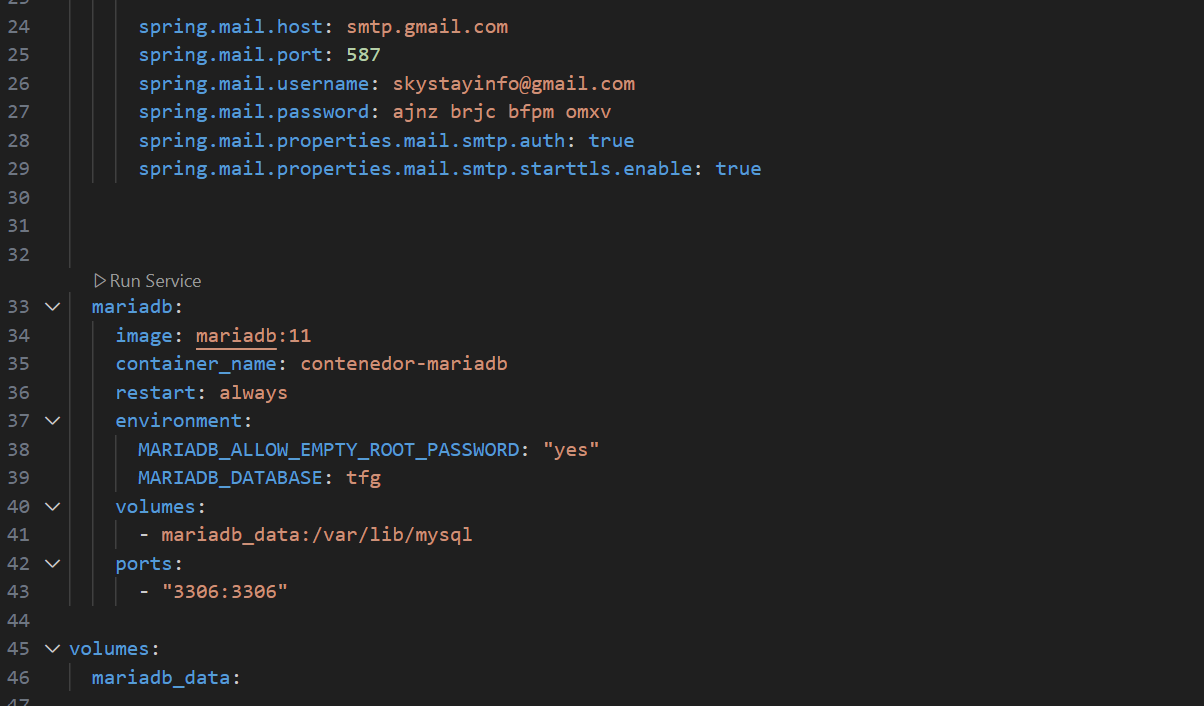 24 spring.mail.host: smtp.gmail.com
25 spring.mail.port: 587
26 spring.mail.username: skystayinfo@gmail.com
27 spring.mail.password: ajnz brjc bfpm omxv
28 spring.mail.properties.mail.smtp.auth: true
29 spring.mail.properties.mail.smtp.starttls.enable: true
30
31
32
Run Service
33 mariadb:
34 image: mariadb:11
35 container_name: contenedor-mariadb
36 restart: always
37 environment:
38 MARIADB_ALLOW_EMPTY_ROOT_PASSWORD: "yes"
39 MARIADB_DATABASE: tfg
40 volumes:
41 - mariadb_data:/var/lib/mysql
42 ports:
43 - "3306:3306"
44
45 volumes:
46 mariadb_data: